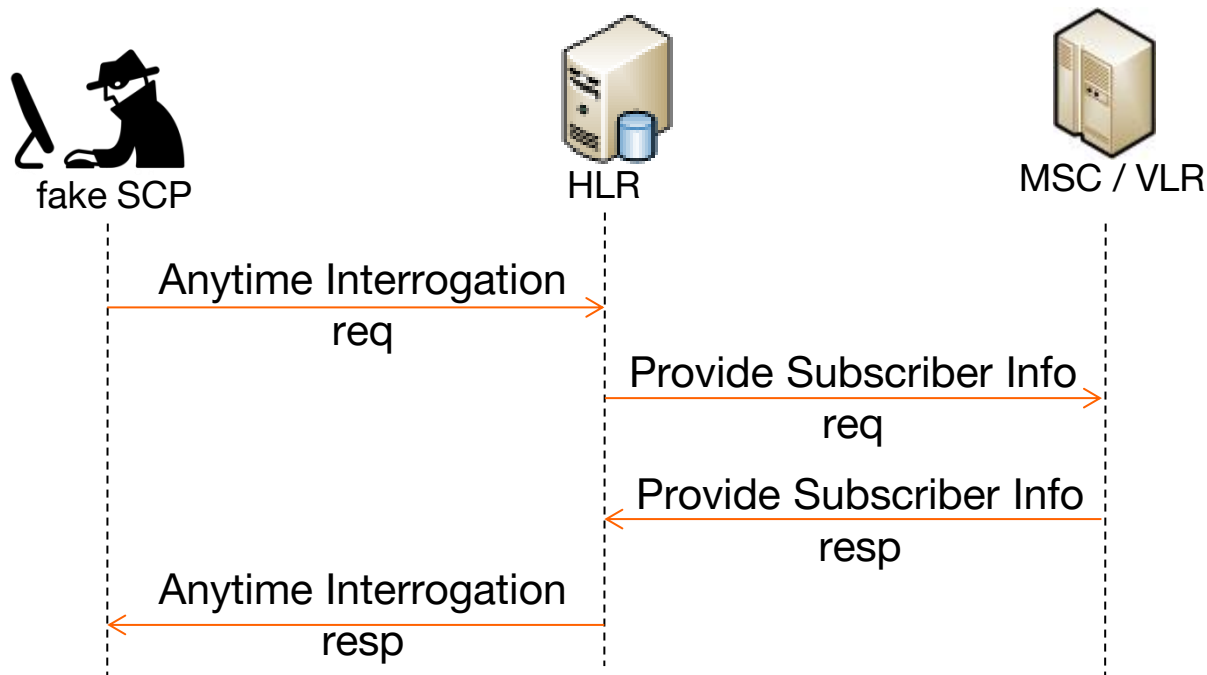 fake SCP
HLR
MSC / VLR
Anytime Interrogation
req
Provide Subscriber Info
req
Provide Subscriber Info
resp
Anytime Interrogation
resp